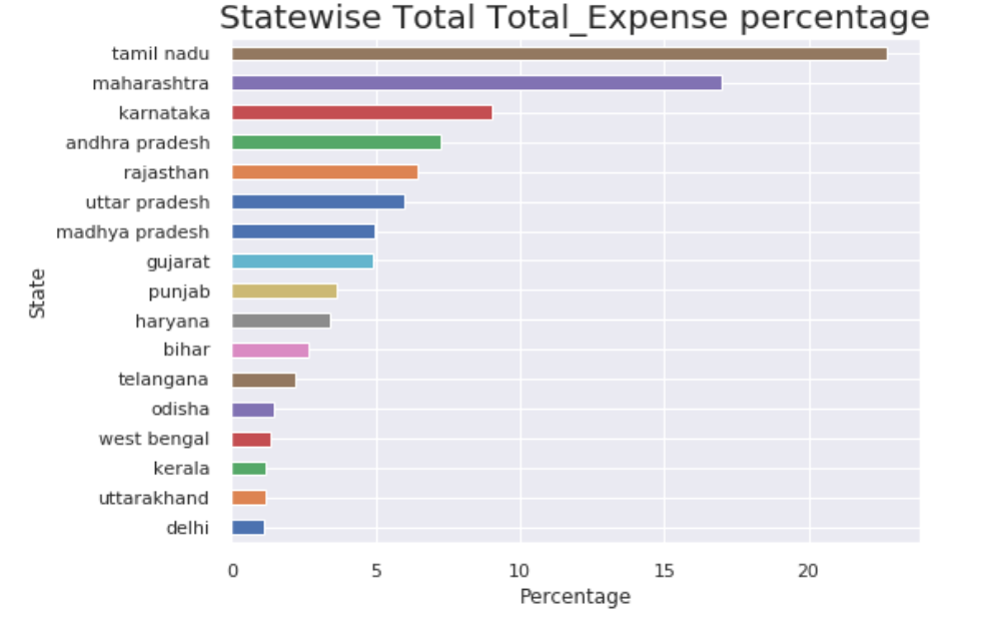 Statewise Total Total_Expense percentage
tamil nadu
maharashtra
karnataka
andhra pradesh
rajasthan
uttar pradesh
madhya pradesh
gujarat
punjab
haryana
bihar
telangana
odisha
west bengal
kerala
uttarakhand
delhi
State
0 5 10 15 20
Percentage